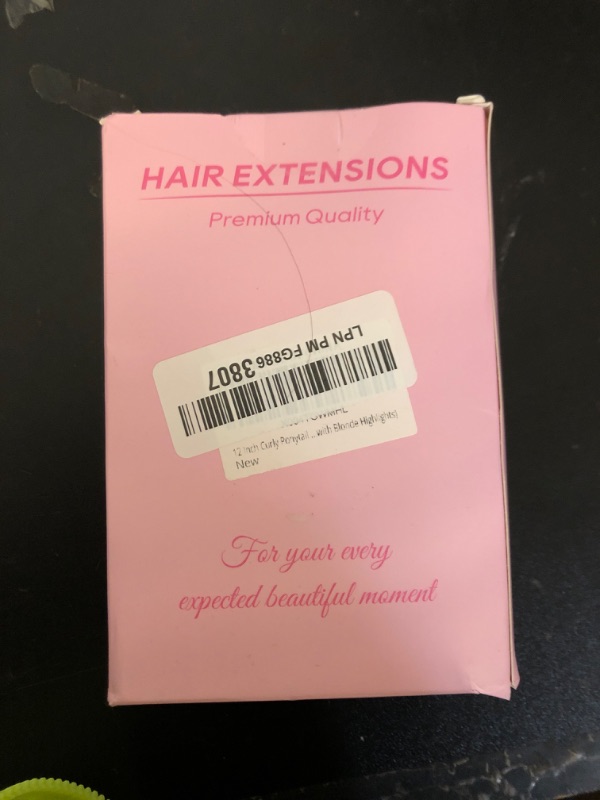 HAIR EXTENSIONS
Premium Quality
LPN PM FG886 3807
12 Inch Curly Ponytail ... with Blonde Highlights)
New
For your every
expected beautiful moment